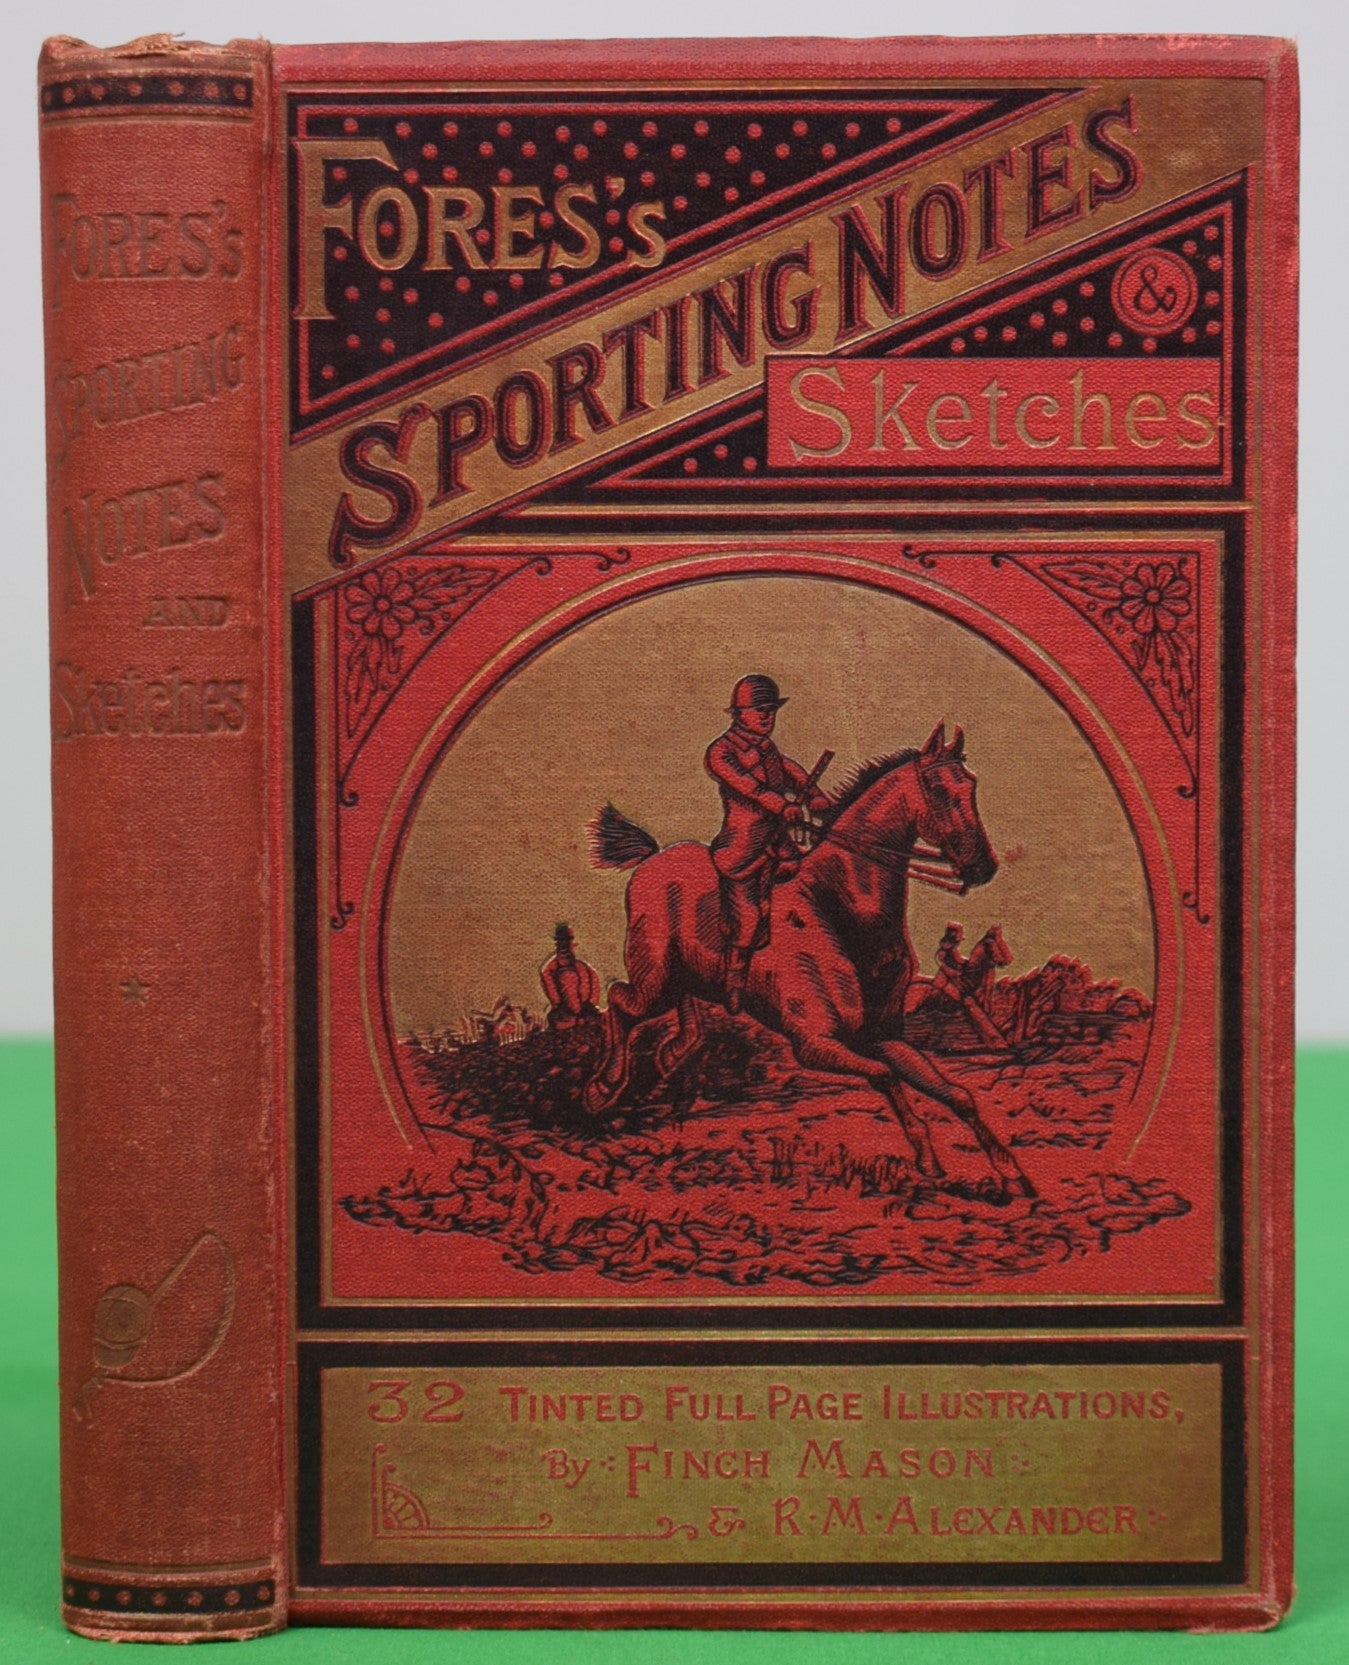 FORES'S
SPORTING
NOTES
AND
Sketches
FORES'S
SPORTING NOTES
&
Sketches
32 TINTED FULL PAGE ILLUSTRATIONS,
By FINCH MASON
& R. M. ALEXANDER